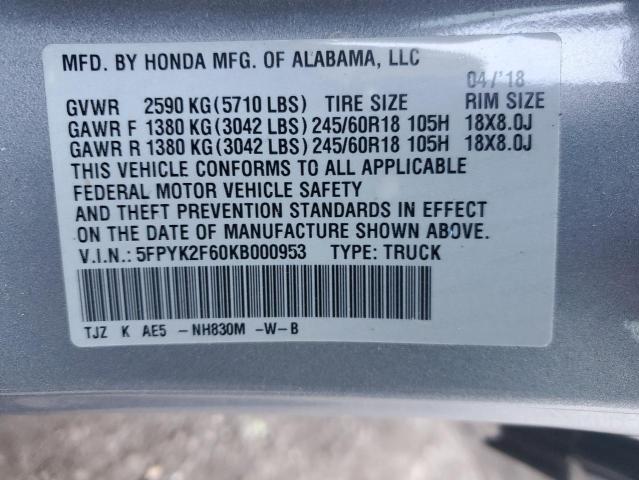 MFD. BY HONDA MFG. OF ALABAMA, LLC
04/'18
GVWR 2590 KG(5710 LBS) TIRE SIZE RIM SIZE
GAWR F 1380 KG(3042 LBS) 245/60R18 105H 18X8.0J
GAWR R 1380 KG(3042 LBS) 245/60R18 105H 18X8.0J
THIS VEHICLE CONFORMS TO ALL APPLICABLE
FEDERAL MOTOR VEHICLE SAFETY
AND THEFT PREVENTION STANDARDS IN EFFECT
ON THE DATE OF MANUFACTURE SHOWN ABOVE.
V.I.N.: 5FPYK2F60KB000953 TYPE: TRUCK
TJZ K AE5 -NH830M -W-B